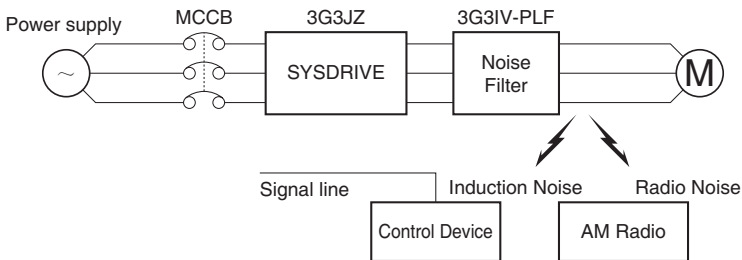 Power supply
MCCB
3G3JZ
3G3IV-PLF
~
SYSDRIVE
Noise
Filter
M
Signal line
Induction Noise
Radio Noise
Control Device
AM Radio